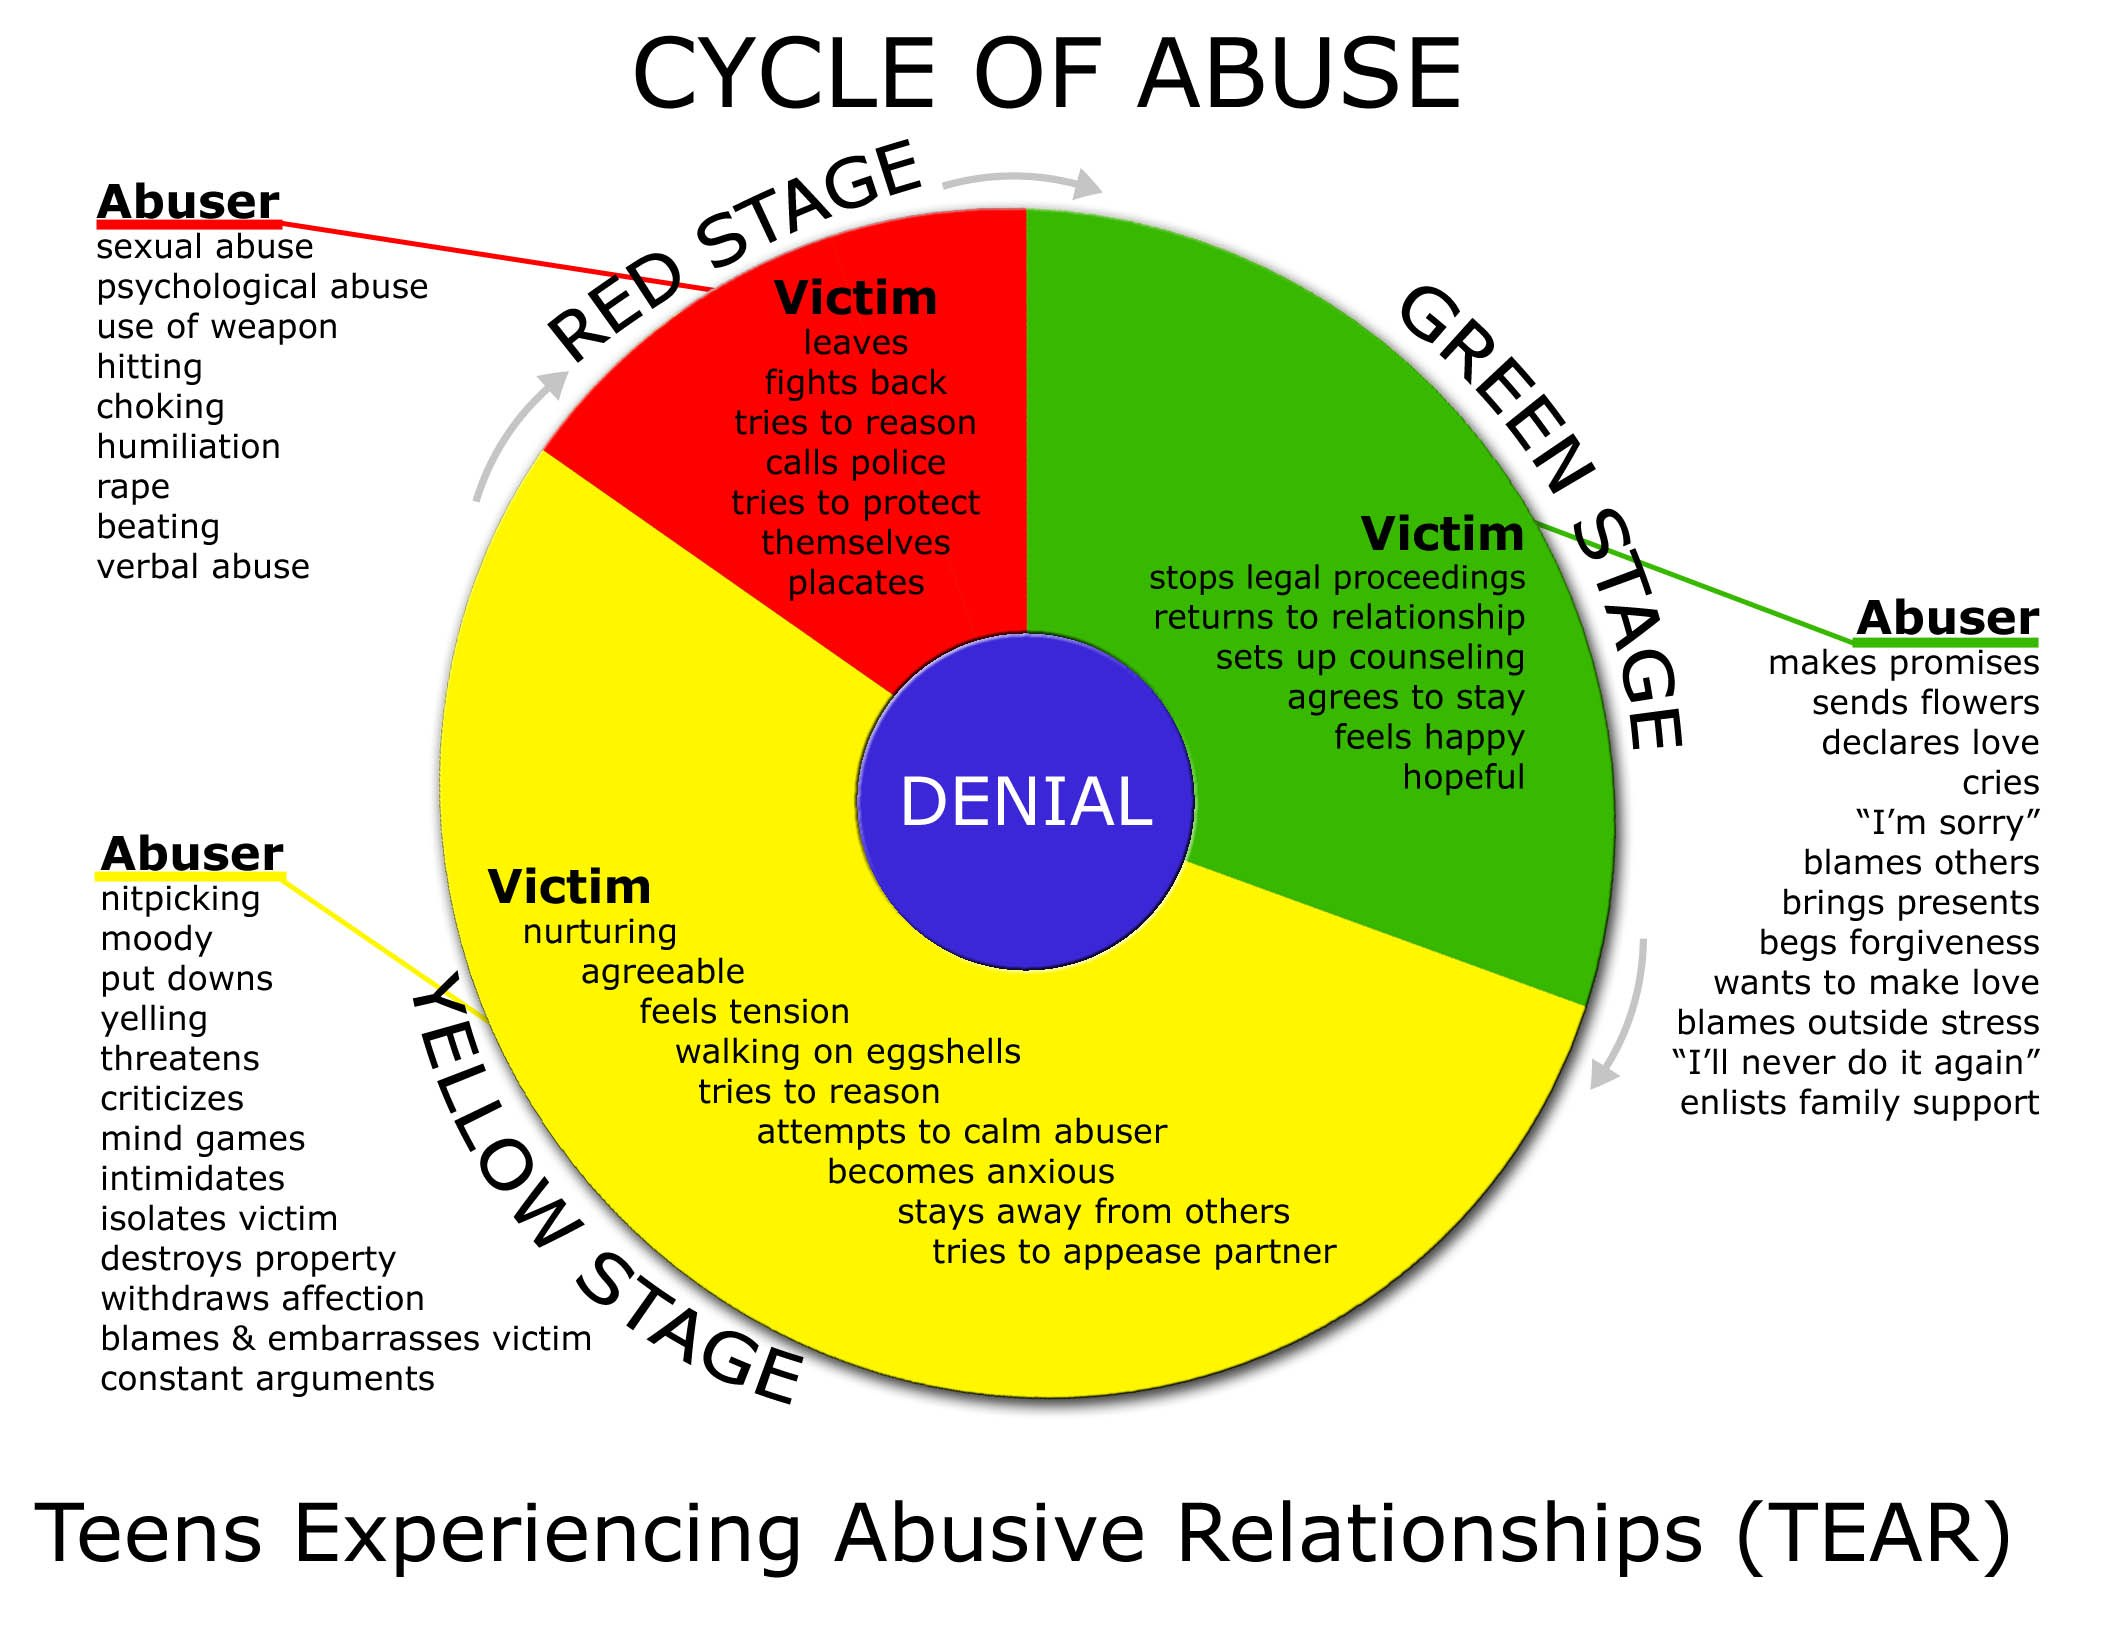 CYCLE OF ABUSE
RED STAGE
Abuser
sexual abuse
psychological abuse
use of weapon
hitting
choking
humiliation
rape
beating
verbal abuse
Victim
leaves
fights back
tries to reason
calls police
tries to protect
themselves
placates
GREEN STAGE
Victim
stops legal proceedings
returns to relationship
sets up counseling
agrees to stay
feels happy
hopeful
Abuser
makes promises
sends flowers
declares love
cries
“I’m sorry”
blames others
brings presents
begs forgiveness
wants to make love
blames outside stress
“I’ll never do it again”
enlists family support
DENIAL
YELLOW STAGE
Abuser
nitpicking
moody
put downs
yelling
threatens
criticizes
mind games
intimidates
isolates victim
destroys property
withdraws affection
blames & embarrasses victim
constant arguments
Victim
nurturing
agreeable
feels tension
walking on eggshells
tries to reason
attempts to calm abuser
becomes anxious
stays away from others
tries to appease partner
Teens Experiencing Abusive Relationships (TEAR)